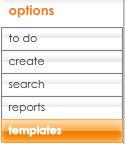 options
to do
create
search
reports
templates